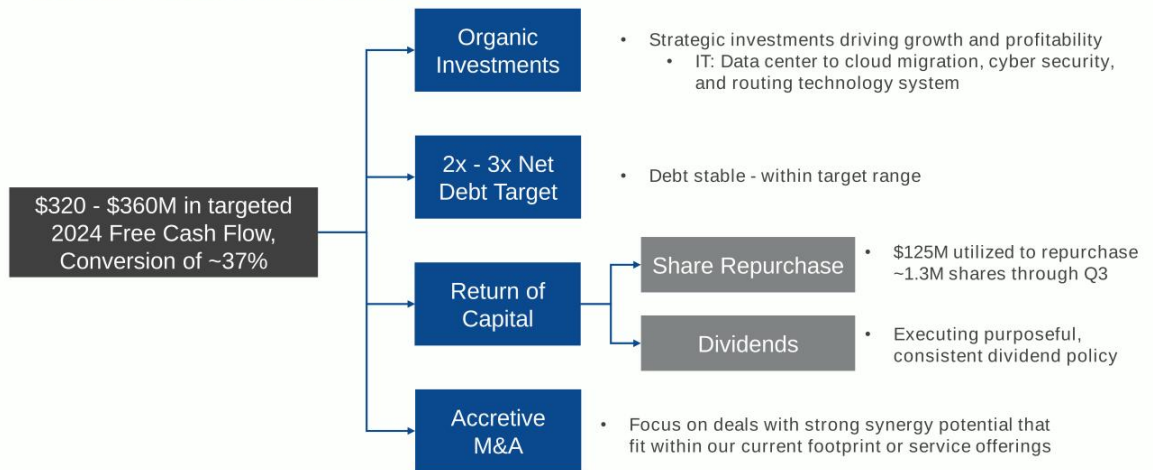 Organic
Investments
• Strategic investments driving growth and profitability
• IT: Data center to cloud migration, cyber security,
and routing technology system
2x - 3x Net
Debt Target
• Debt stable - within target range
$320 - $360M in targeted
2024 Free Cash Flow,
Conversion of ~37%
Return of
Capital
Share Repurchase
• $125M utilized to repurchase
~1.3M shares through Q3
Dividends
• Executing purposeful,
consistent dividend policy
Accretive
M&A
• Focus on deals with strong synergy potential that
fit within our current footprint or service offerings